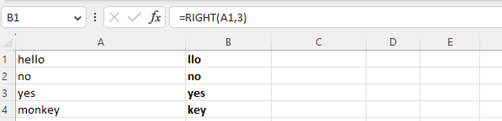 B1 fx =RIGHT(A1,3)
A B C D E
1 hello llo
2 no no
3 yes yes
4 monkey key